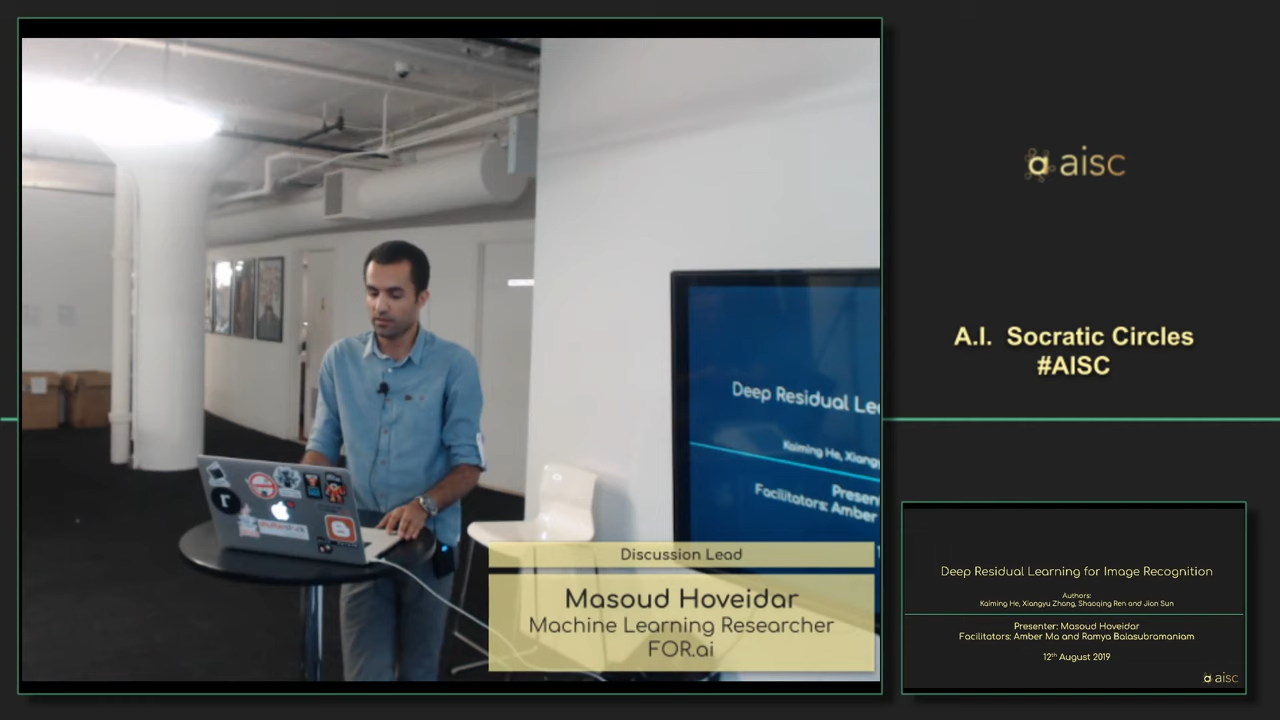 Deep Residual Le
Kaiming He, Xiangy
Presen
Facilitators: Amber
Discussion Lead
Masoud Hoveidar
Machine Learning Researcher
FOR.ai
a aisc
A.I. Socratic Circles
#AISC
Deep Residual Learning for Image Recognition
Authors:
Kaiming He, Xiangyu Zhang, Shaoqing Ren and Jian Sun
Presenter: Masoud Hoveidar
Facilitators: Amber Ma and Ramya Balasubramaniam
12th August 2019
a aisc